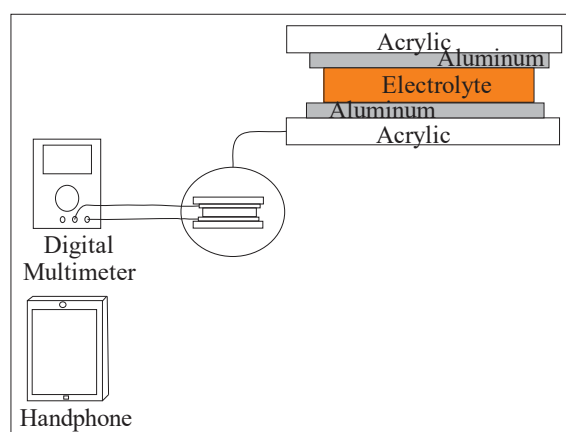 Acrylic
Aluminum
Electrolyte
Aluminum
Acrylic
Digital
Multimeter
Handphone